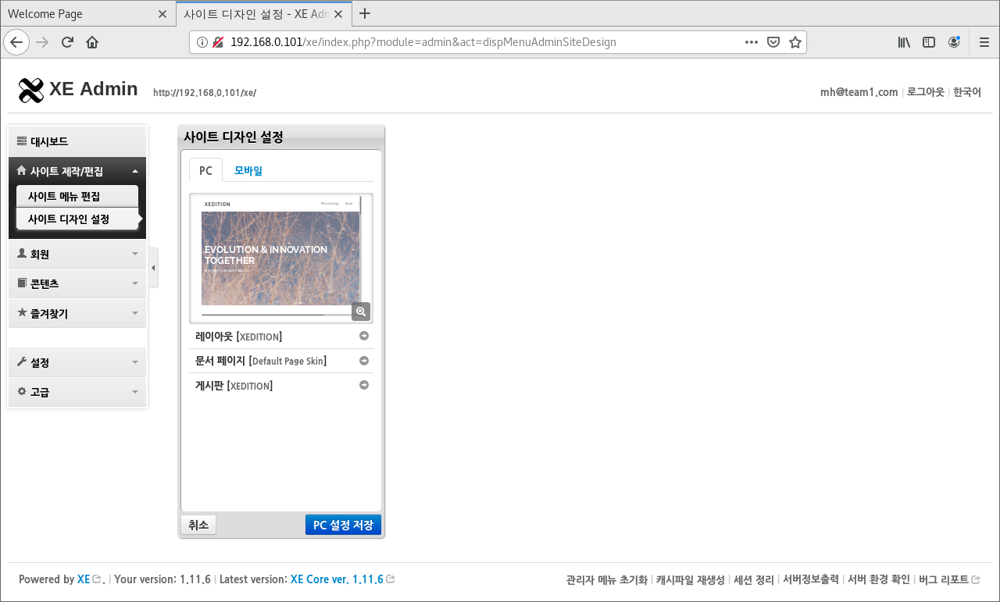 Welcome Page
사이트 디자인 설정 - XE Adm
192.168.0.101/xe/index.php?module=admin&act=dispMenuAdminSiteDesign
XE Admin http://192.168.0.101/xe/
mh@team1.com | 로그아웃 | 한국어
대시보드
사이트 제작/편집
사이트 메뉴 편집
사이트 디자인 설정
회원
콘텐츠
즐겨찾기
설정
고급
사이트 디자인 설정
PC 모바일
XEDITION
Welcome Page Board
EVOLUTION & INNOVATION
TOGETHER
레이아웃 [XEDITION]
문서 페이지 [Default Page Skin]
게시판 [XEDITION]
취소 PC 설정 저장
Powered by XE. | Your version: 1.11.6 | Latest version: XE Core ver. 1.11.6
관리자 메뉴 초기화 | 캐시파일 재생성 | 세션 정리 | 서버정보출력 | 서버 환경 확인 | 버그 리포트